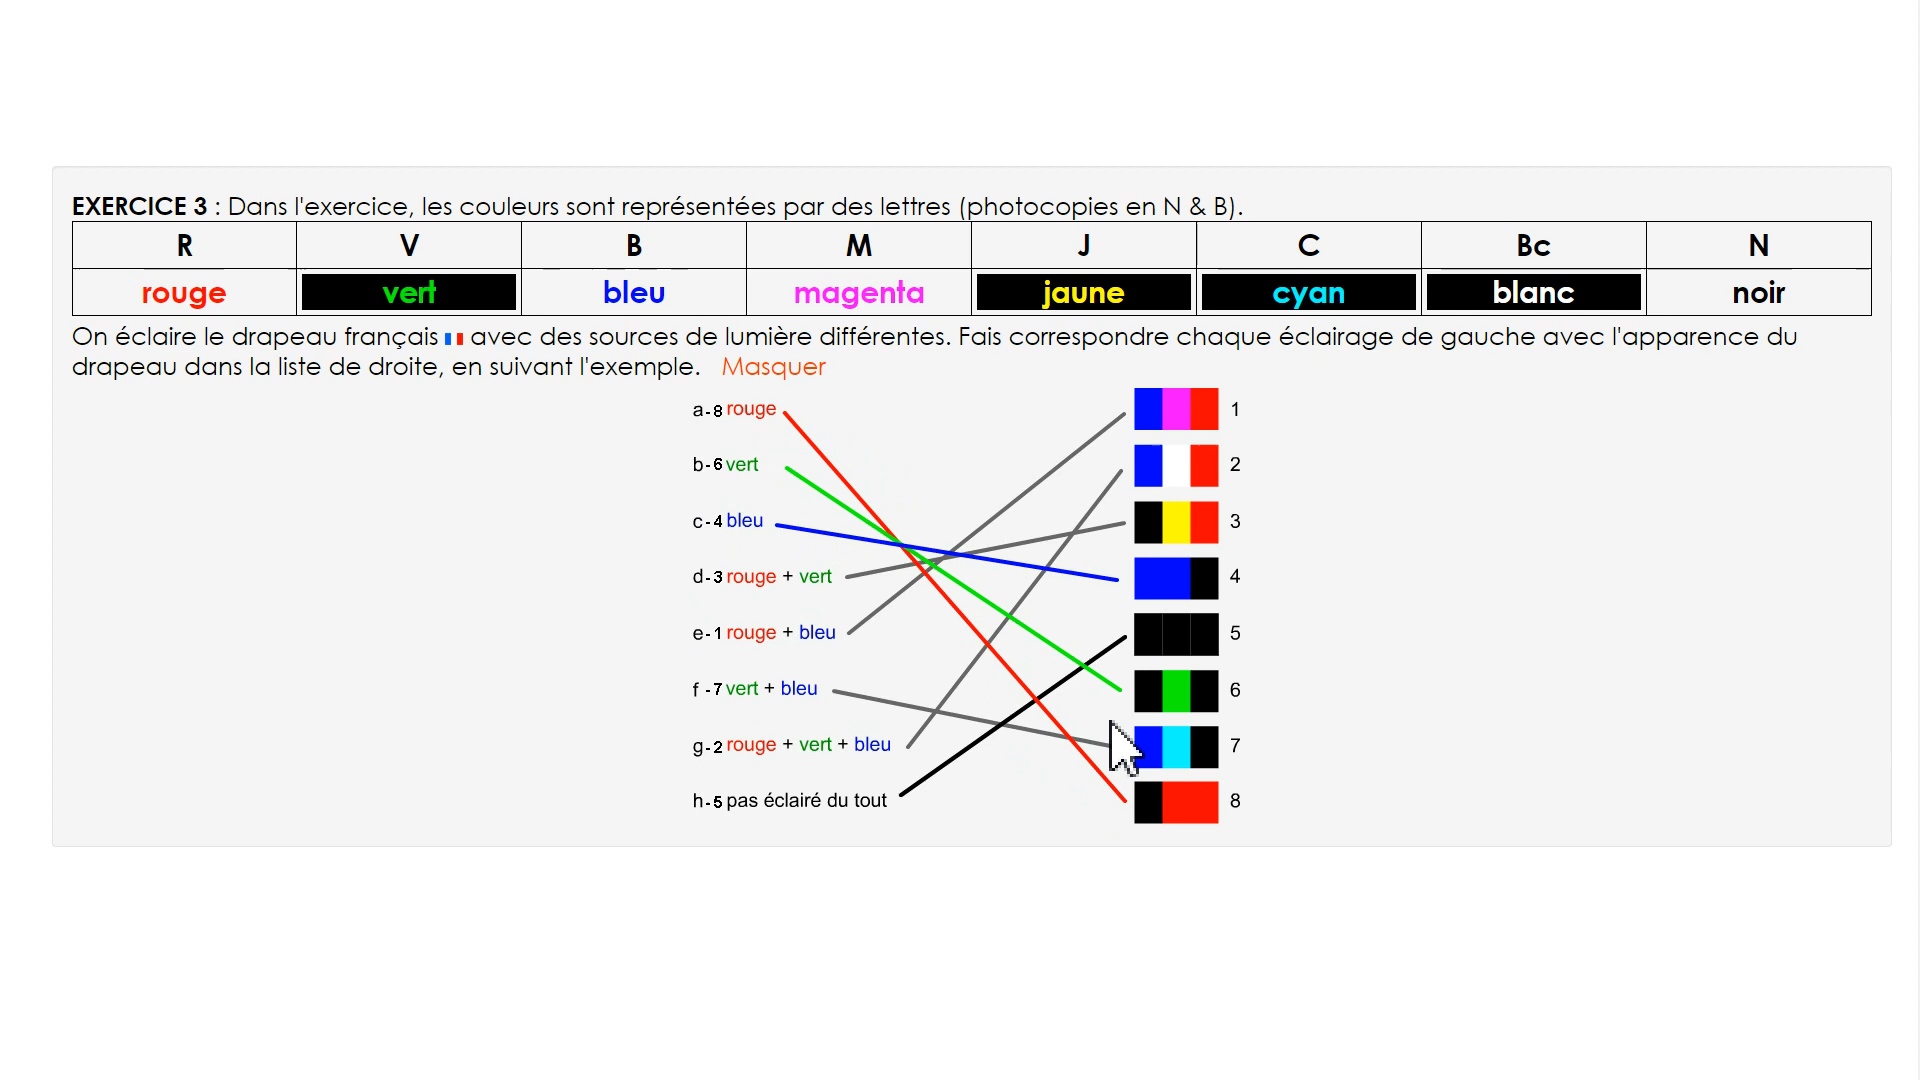 EXERCICE 3 : Dans l'exercice, les couleurs sont représentées par des lettres (photocopies en N & B).
R V B M J C Bc N
rouge vert bleu magenta jaune cyan blanc noir
On éclaire le drapeau français avec des sources de lumière différentes. Fais correspondre chaque éclairage de gauche avec l'apparence du
drapeau dans la liste de droite, en suivant l'exemple. Masquer
a-8 rouge 1
b-6 vert 2
c-4 bleu 3
d-3 rouge + vert 4
e-1 rouge + bleu 5
f -7 vert + bleu 6
g-2 rouge + vert + bleu 7
h-5 pas éclairé du tout 8